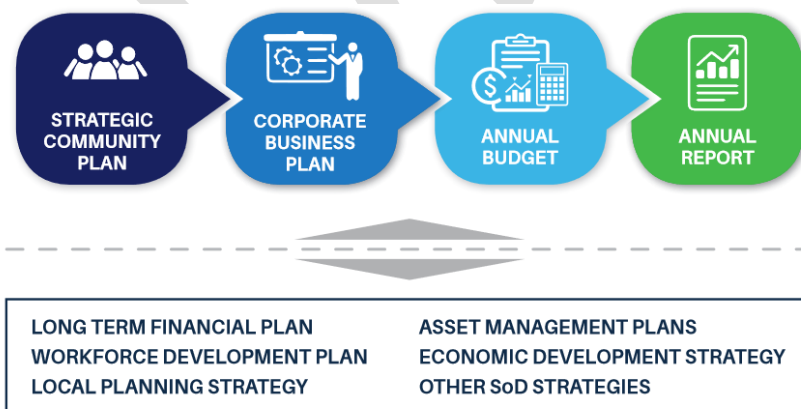 STRATEGIC
COMMUNITY
PLAN
CORPORATE
BUSINESS
PLAN
ANNUAL
BUDGET
ANNUAL
REPORT
LONG TERM FINANCIAL PLAN
WORKFORCE DEVELOPMENT PLAN
LOCAL PLANNING STRATEGY
ASSET MANAGEMENT PLANS
ECONOMIC DEVELOPMENT STRATEGY
OTHER SoD STRATEGIES